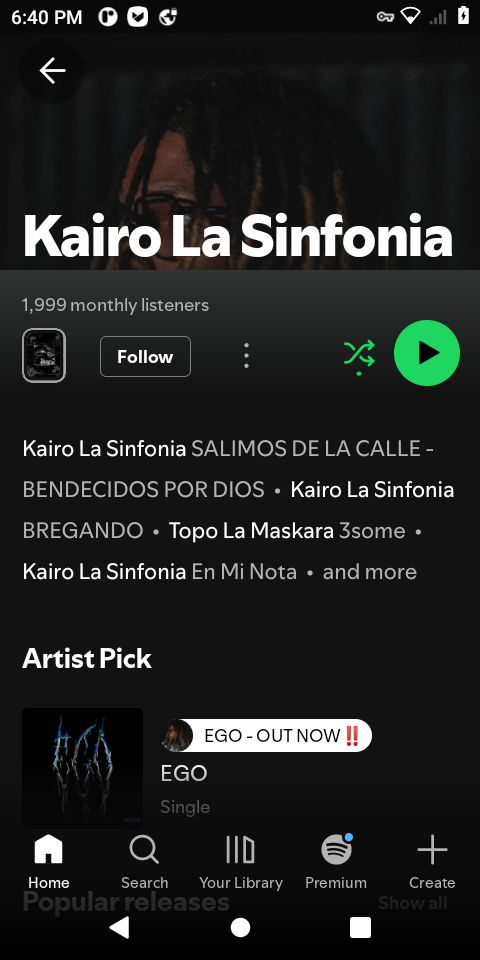 6:40 PM
Kairo La Sinfonia
1,999 monthly listeners
Follow
Kairo La Sinfonia SALIMOS DE LA CALLE -
BENDECIDOS POR DIOS • Kairo La Sinfonia
BREGANDO • Topo La Maskara 3some •
Kairo La Sinfonia En Mi Nota • and more
Artist Pick
EGO - OUT NOW‼️
EGO
Single
Home Search Your Library Premium Create
Popular releases Show all